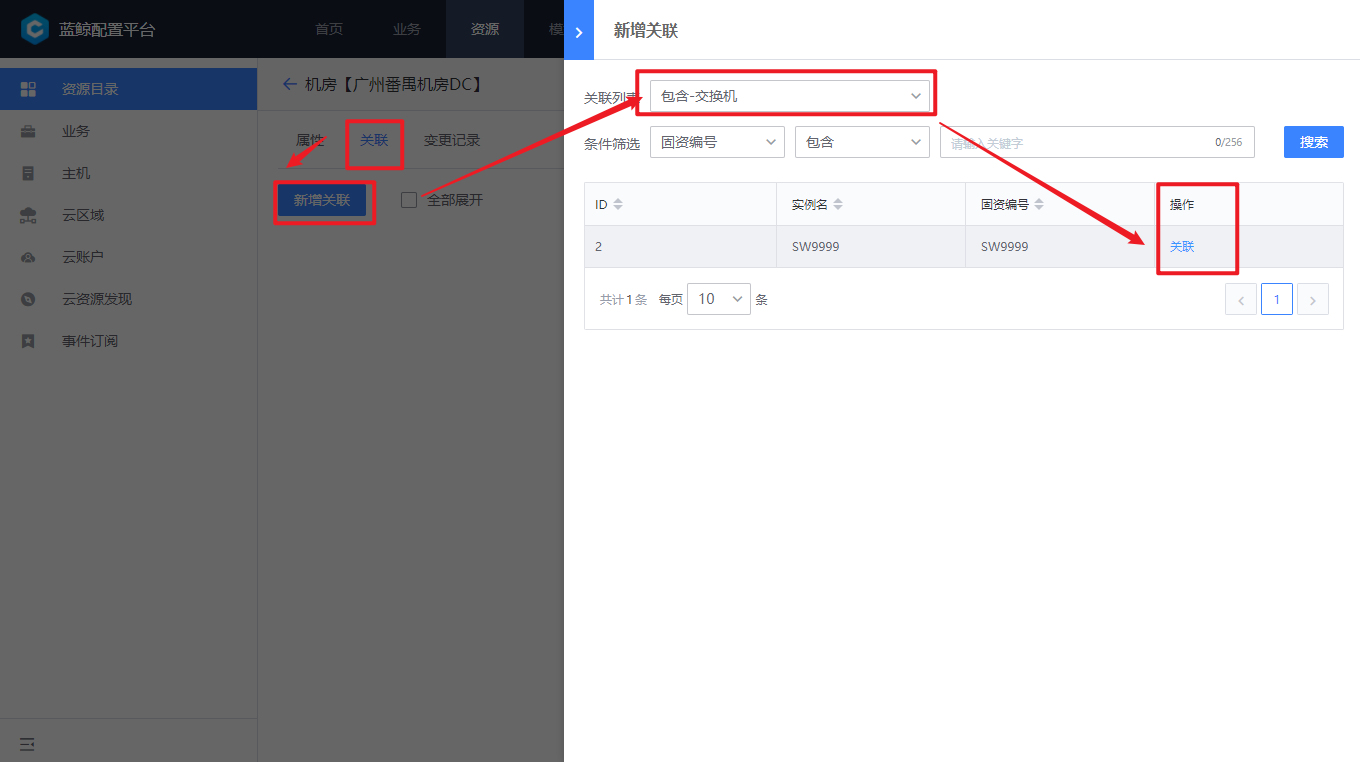 蓝鲸配置平台
首页
业务
资源
模
资源目录
业务
主机
云区域
云账户
云资源发现
事件订阅
机房【广州番禺机房DC】
属性
关联
变更记录
新增关联
全部展开
新增关联
关联列表
包含-交换机
条件筛选
固资编号
包含
请输入关键字
0/256
搜索
ID 实例名 固资编号 操作
2 SW9999 SW9999 关联
共计1条 每页 10 条
1